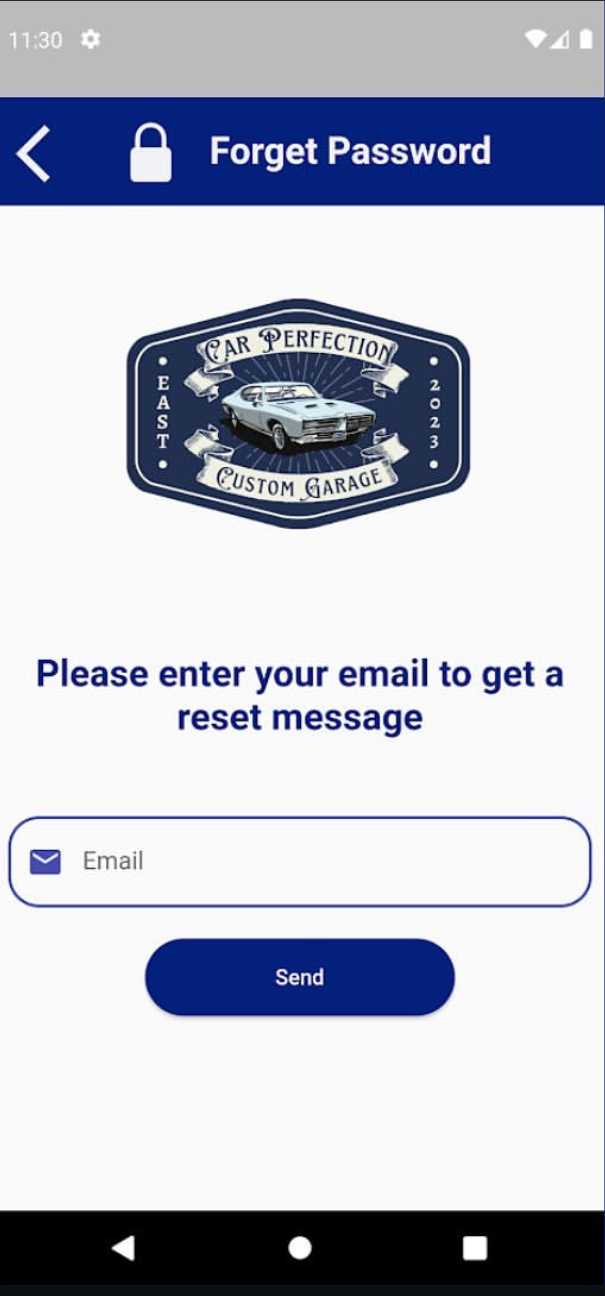 11:30
Forget Password
CAR PERFECTION
EAST
2023
CUSTOM GARAGE
Please enter your email to get a
reset message
Email
Send